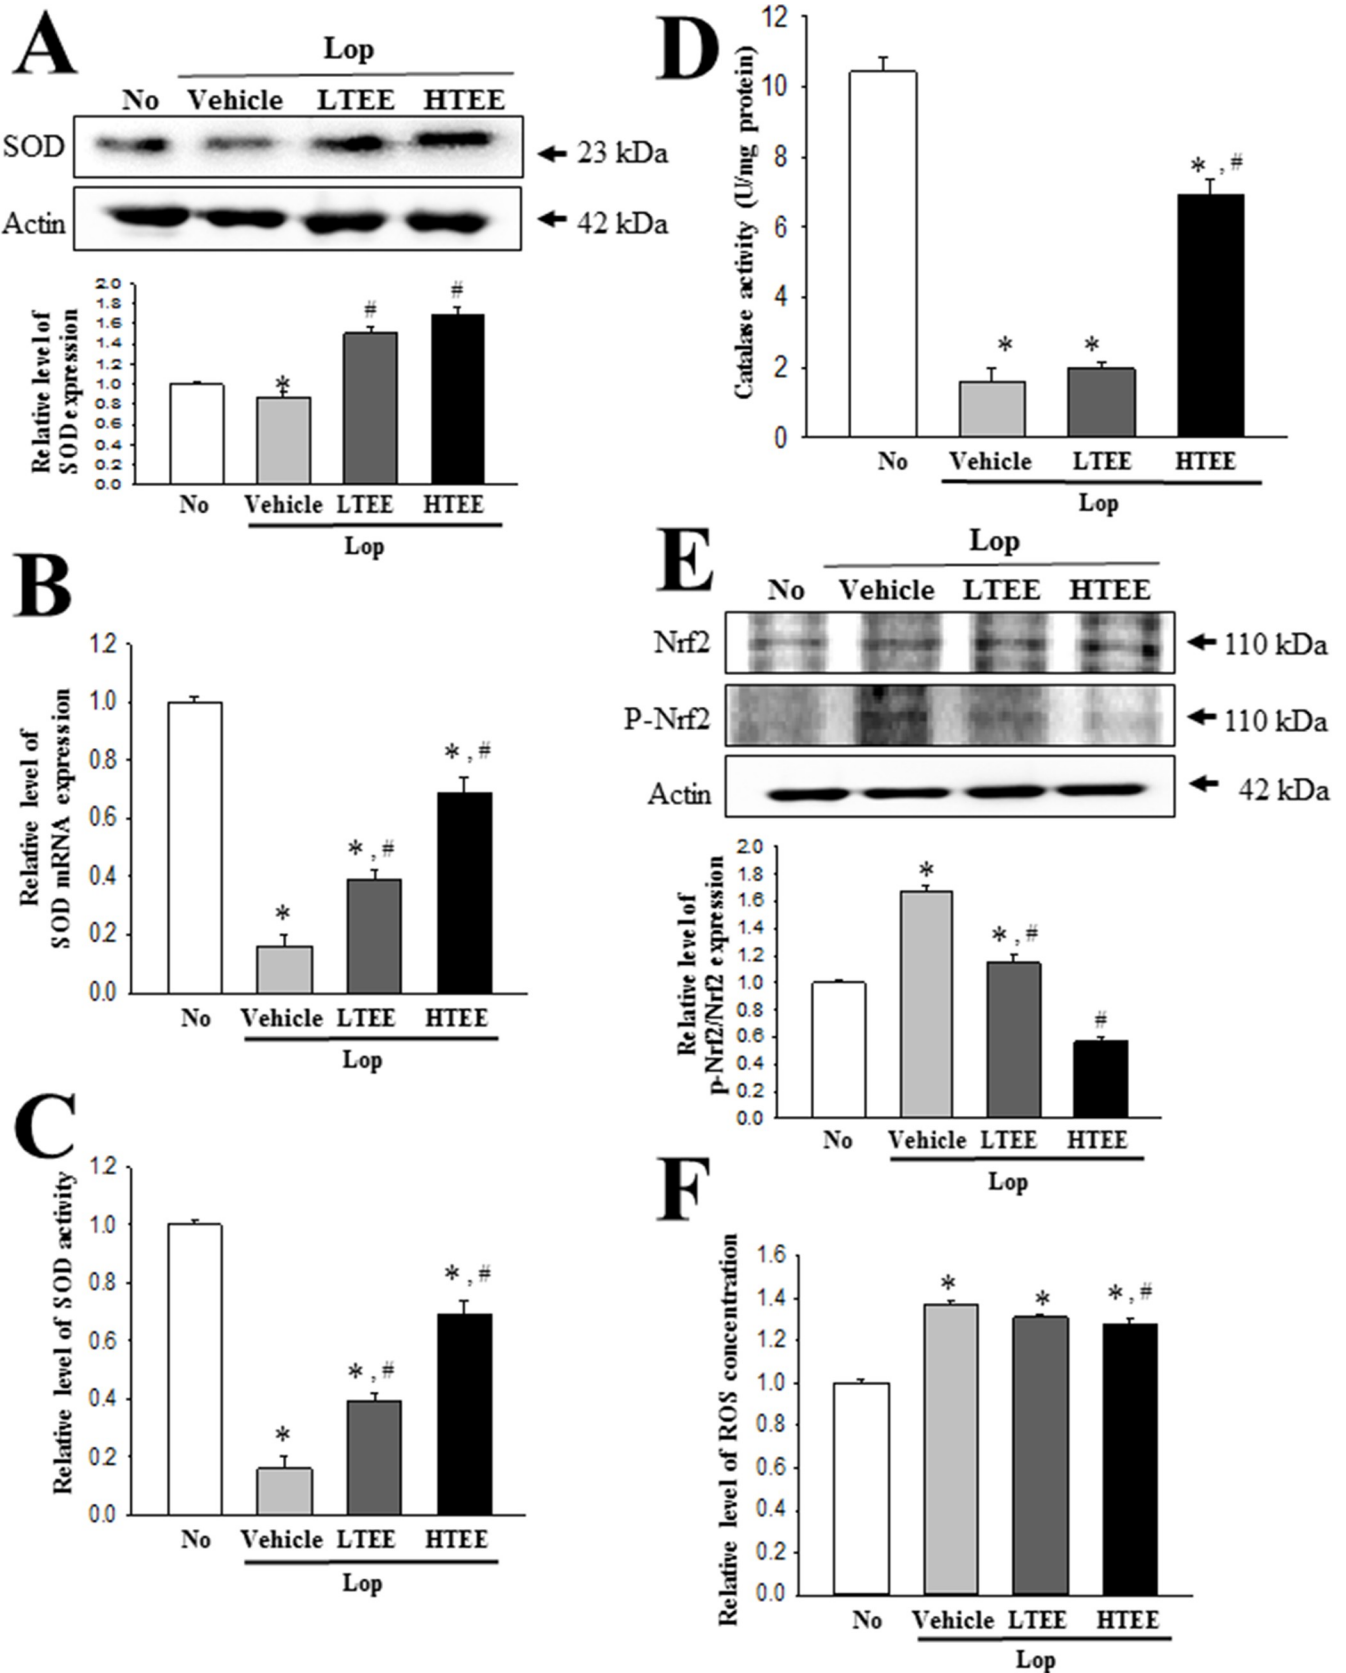 A
Lop
No Vehicle LTEE HTEE
SOD
23 kDa
Actin
42 kDa
Relative level of
SOD expression
2.0
1.8
1.6
1.4
1.2
1.0
0.8
0.6
0.4
0.2
0.0
*
#
#
No Vehicle LTEE HTEE
Lop
B
Relative level of
SOD mRNA expression
1.2
1.0
0.8
0.6
0.4
0.2
0.0
*
*, #
*, #
No Vehicle LTEE HTEE
Lop
C
Relative level of SOD activity
1.2
1.0
0.8
0.6
0.4
0.2
0.0
*
*, #
*, #
No Vehicle LTEE HTEE
Lop
D
Catalase activity (U/mg protein)
12
10
8
6
4
2
0
*
*
*, #
No Vehicle LTEE HTEE
Lop
E
Lop
No Vehicle LTEE HTEE
Nrf2
110 kDa
P-Nrf2
110 kDa
Actin
42 kDa
Relative level of
p-Nrf2/Nrf2 expression
2.0
1.8
1.6
1.4
1.2
1.0
0.8
0.6
0.4
0.2
0.0
*
*, #
#
No Vehicle LTEE HTEE
Lop
F
Relative level of ROS concentration
1.6
1.4
1.2
1.0
0.8
0.6
0.4
0.2
0.0
*
*
*, #
No Vehicle LTEE HTEE
Lop